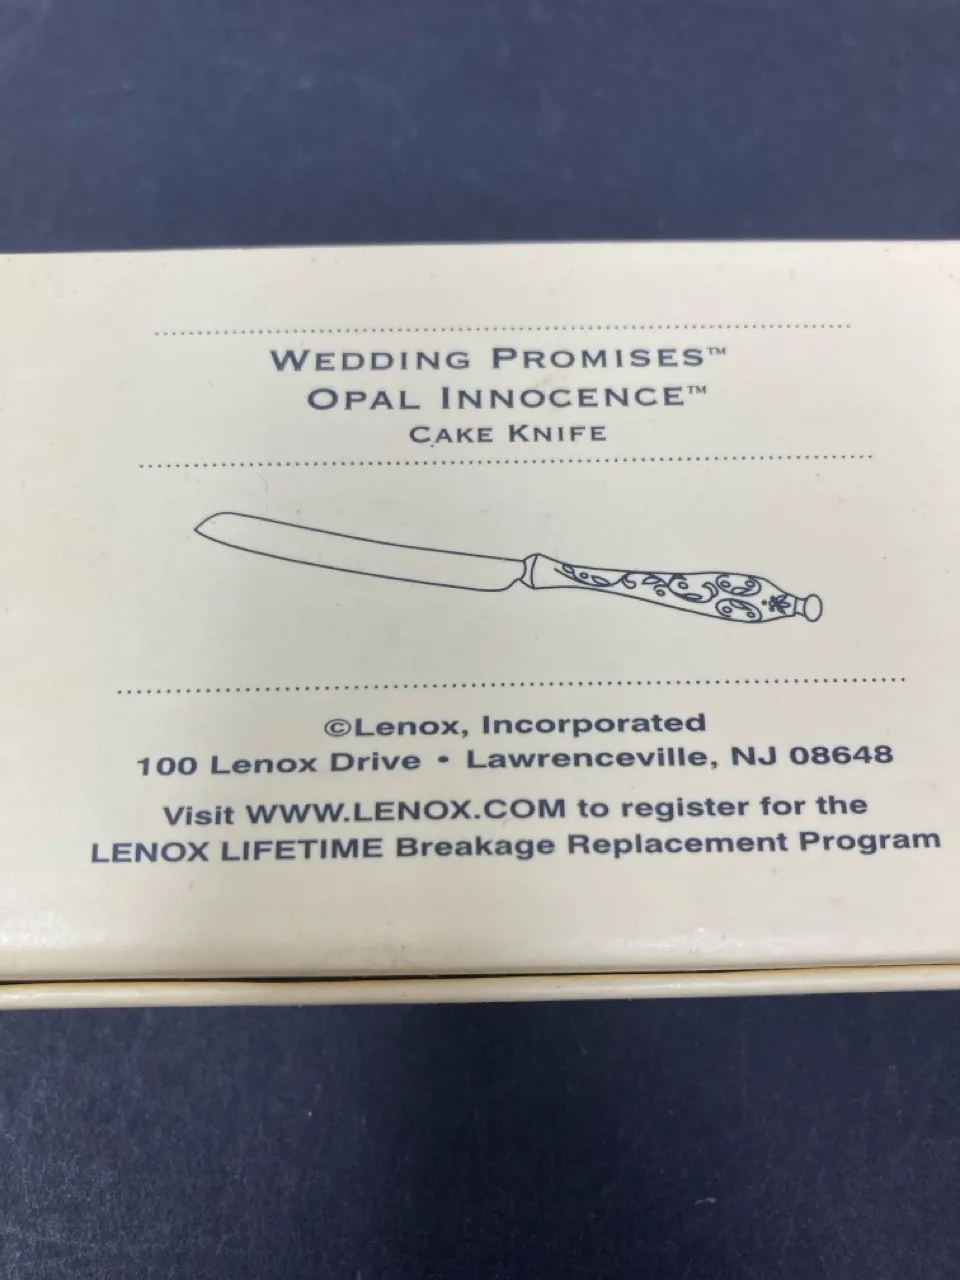 WEDDING PROMISES™
OPAL INNOCENCE™
CAKE KNIFE
©Lenox, Incorporated
100 Lenox Drive • Lawrenceville, NJ 08648
Visit WWW.LENOX.COM to register for the
LENOX LIFETIME Breakage Replacement Program